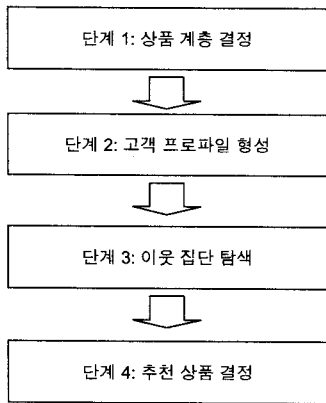 단계 1: 상품 계층 결정
단계 2: 고객 프로파일 형성
단계 3: 이웃 집단 탐색
단계 4: 추천 상품 결정